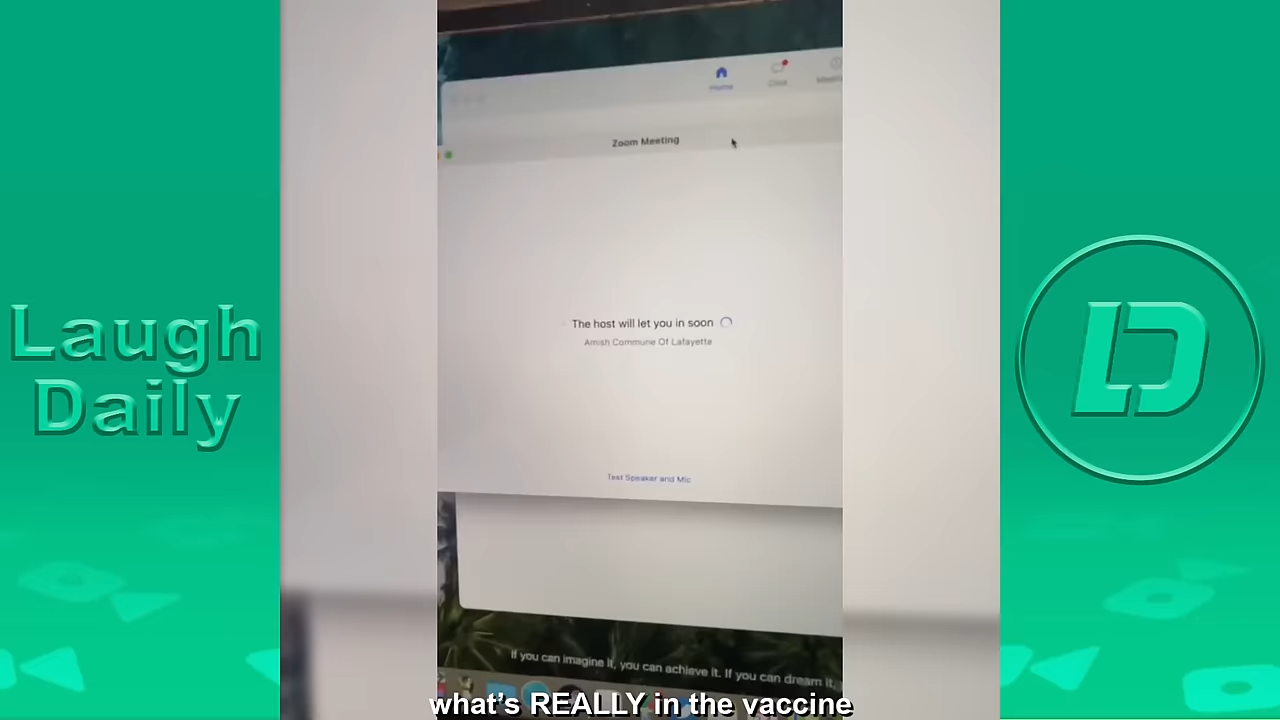 Laugh
Daily
Home
Chat
Zoom Meeting
The host will let you in soon
Amish Commune Of Lafayette
Test Speaker and Mic
If you can imagine it, you can achieve it. If you can dream it,
what's REALLY in the vaccine
LD